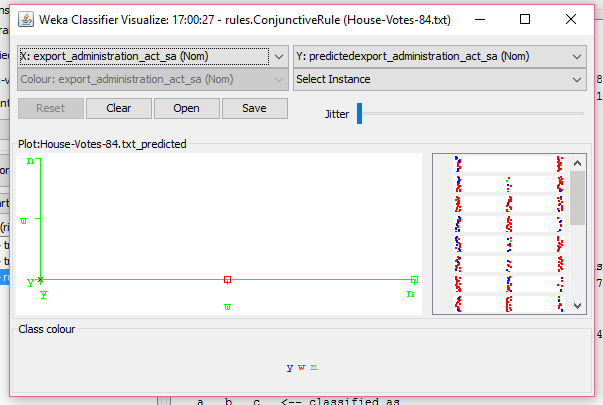 Weka Classifier Visualize: 17:00:27 - rules.ConjunctiveRule (House-Votes-84.txt)
X: export_administration_act_sa (Nom)
Y: predictedexport_administration_act_sa (Nom)
Colour: export_administration_act_sa (Nom)
Select Instance
Reset
Clear
Open
Save
Jitter
Plot:House-Votes-84.txt_predicted
n
w
y
y
w
n
Class colour
y w n
a b c <-- classified as